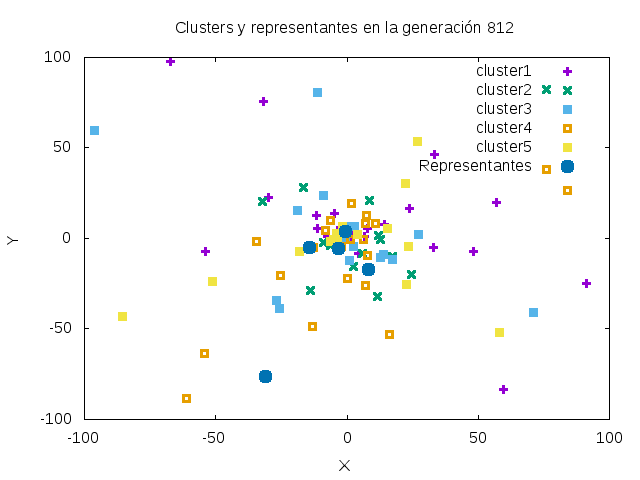 Clusters y representantes en la generación 812
100
50
0
-50
-100
-100
-50
0
50
100
X
Y
cluster1
cluster2
cluster3
cluster4
cluster5
Representantes